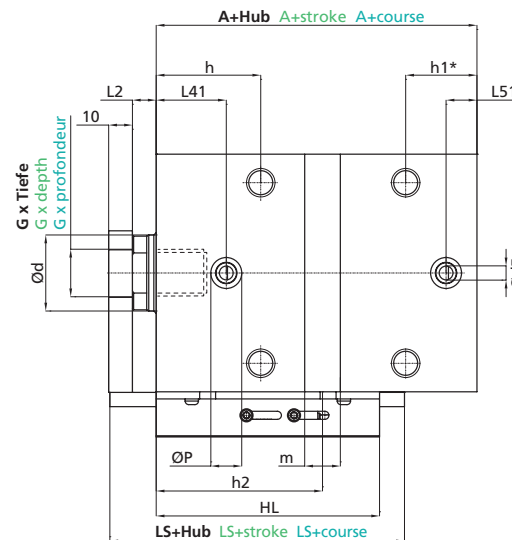 A+Hub A+stroke A+course
h h1*
L2 L41 L51
10
G x Tiefe
G x depth
G x profondeur
Ød
ØP m
h2
HL
LS+Hub LS+stroke LS+course